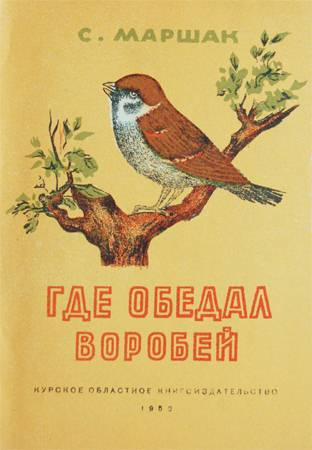 С. МАРШАК
ГДЕ ОБЕДАЛ
ВОРОБЕЙ
КУРСКОЕ ОБЛАСТНОЕ КНИГОИЗДАТЕЛЬСТВО